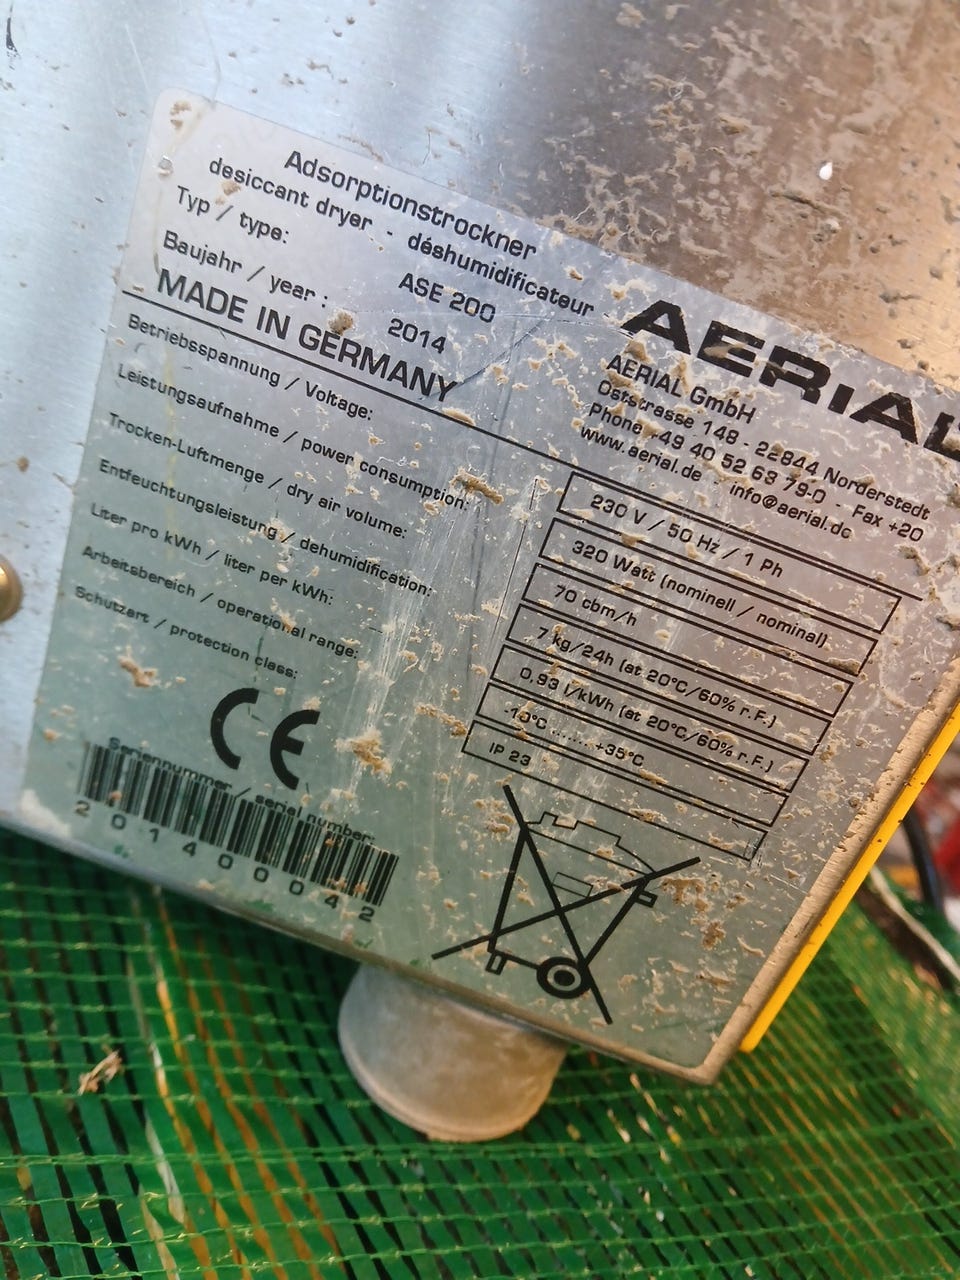 Adsorptionstrockner
desiccant dryer - déshumidificateur
Typ / type: ASE 200
Baujahr / year : 2014
MADE IN GERMANY
AERIAL
AERIAL GmbH
Oststrasse 148 - 22844 Norderstedt
Phone +49 40 52 63 79-0 - Fax +20
www.aerial.de - info@aerial.de
Betriebsspannung / Voltage: 230 V / 50 Hz / 1 Ph
Leistungsaufnahme / power consumption: 320 Watt (nominell / nominal)
Trocken-Luftmenge / dry air volume: 70 cbm/h
Entfeuchtungsleistung / dehumidification: 7 kg/24h (at 20°C/60% r.F.)
Liter pro kWh / liter per kWh: 0,93 l/kWh (at 20°C/60% r.F.)
Arbeitsbereich / operational range: -10°C ........ +35°C
Schutzart / protection class: IP 23
CE
Seriennummer / serial number:
2014000042